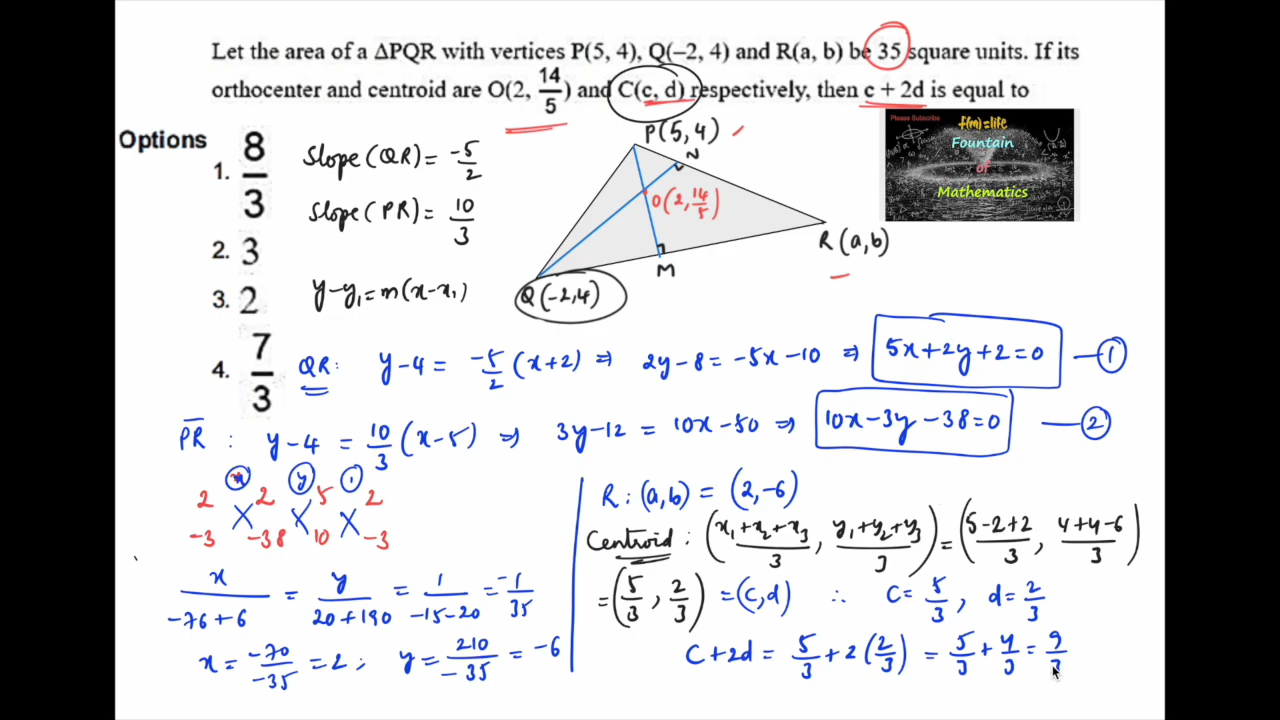 Let the area of a ΔPQR with vertices P(5, 4), Q(–2, 4) and R(a, b) be 35 square units. If its
orthocenter and centroid are O(2, 14/5) and C(c, d) respectively, then c + 2d is equal to
Options
1. 8/3
2. 3
3. 2
4. 7/3
Slope(QR) = -5/2
Slope(PR) = 10/3
y-y₁=m(x-x₁)
P(5,4)
N
O(2, 14/5)
R(a,b)
M
Q(-2,4)
Please Subscribe
f(m)=life
Fountain
of
Mathematics
QR: y-4 = -5/2 (x+2) ⇒ 2y-8 = -5x-10 ⇒ 5x+2y+2=0 —①
PR : y-4 = 10/3 (x-5) ⇒ 3y-12 = 10x-50 ⇒ 10x-3y-38=0 —②
x y 1
2 2 5 2
-3 -38 10 -3
x/(-76+6) = y/(20+190) = 1/(-15-20) = -1/35
x = -70/-35 = 2 ; y = 210/-35 = -6
R : (a,b) = (2,-6)
Centroid : ((x₁+x₂+x₃)/3, (y₁+y₂+y₃)/3) = ((5-2+2)/3, (4+4-6)/3)
= (5/3, 2/3) = (c,d) ∴ C = 5/3, d = 2/3
C+2d = 5/3 + 2(2/3) = 5/3 + 4/3 = 9/3